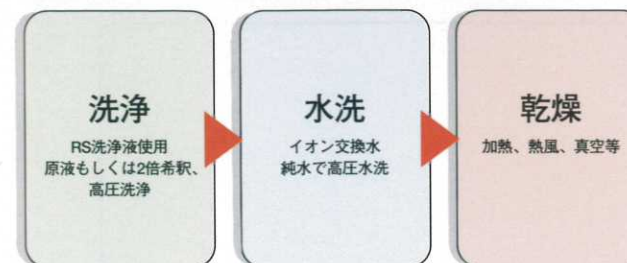 洗浄
RS洗浄液使用
原液もしくは2倍希釈、
高圧洗浄
水洗
イオン交換水
純水で高圧水洗
乾燥
加熱、熱風、真空等